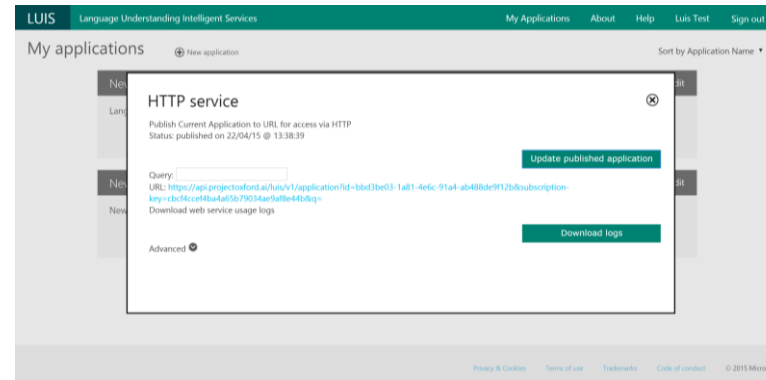 LUIS Language Understanding Intelligent Services My Applications About Help Luis Test Sign out
My applications New application Sort by Application Name
HTTP service
Publish Current Application to URL for access via HTTP
Status: published on 22/04/15 @ 13:38:39
Update published application
Query:
URL: https://api.projectoxford.ai/luis/v1/application?id=bbd3be03-1a81-4e6c-91a4-ab488de9f12b&subscription-
key=cbcf4ccef4ba4a65b79034ae9af8e44b&q=
Download web service usage logs
Download logs
Advanced
Privacy & Cookies Terms of use Trademarks Code of conduct © 2015 Micro